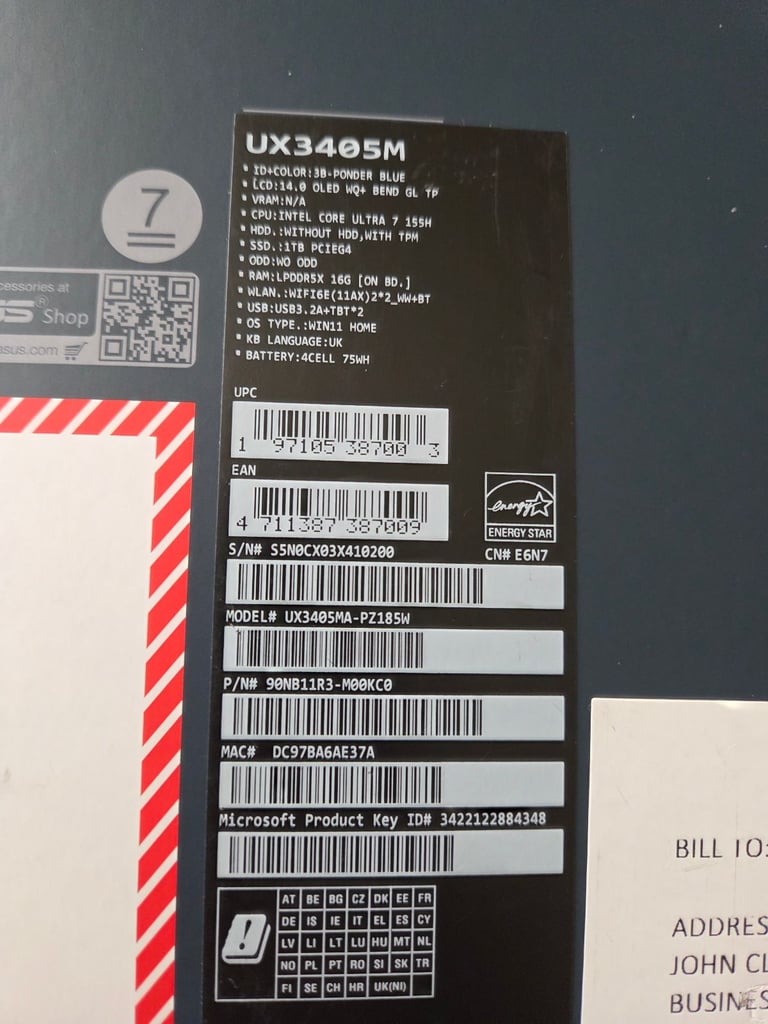 UX3405M
* ID+COLOR:3B-PONDER BLUE
* LCD:14.0 OLED WQ+ BEND GL TP
* VRAM:N/A
* CPU:INTEL CORE ULTRA 7 155H
* HDD.:WITHOUT HDD,WITH TPM
* SSD.:1TB PCIEG4
* ODD:WO ODD
* RAM:LPDDR5X 16G [ON BD.]
* WLAN.:WIFI6E(11AX)2*2_WW+BT
* USB:USB3.2A+TBT*2
* OS TYPE.:WIN11 HOME
* KB LANGUAGE:UK
* BATTERY:4CELL 75WH
7
cessories at
US® Shop
asus.com
UPC
1 97105 38700 3
EAN
4 711387 387009
energy
ENERGY STAR
S/N# S5N0CX03X410200
CN# E6N7
MODEL# UX3405MA-PZ185W
P/N# 90NB11R3-M00KC0
MAC# DC97BA6AE37A
Microsoft Product Key ID# 3422122884348
AT BE BG CZ DK EE FR
DE IS IE IT EL ES CY
LV LI LT LU HU MT NL
NO PL PT RO SI SK TR
FI SE CH HR UK(NI)
BILL TO:
ADDRES
JOHN CL
BUSINES